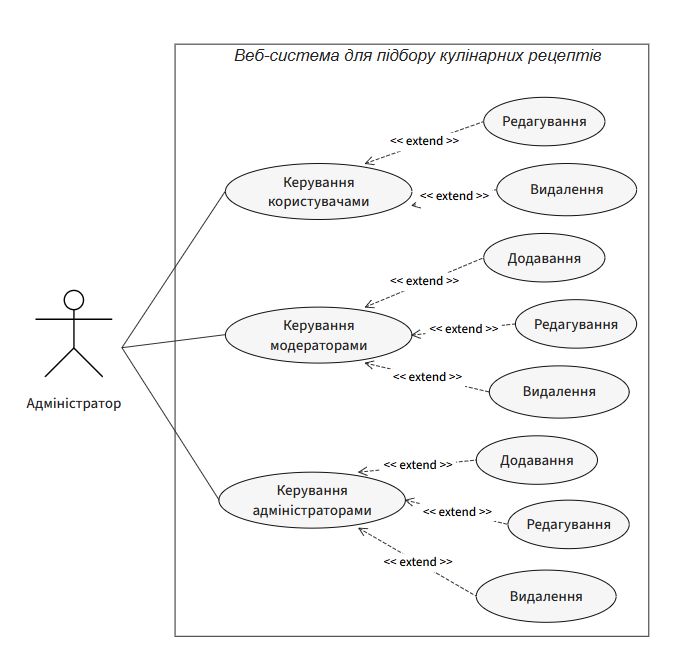 Веб-система для підбору кулінарних рецептів
Редагування
<< extend >>
Керування
користувачами
<< extend >>
Видалення
Додавання
<< extend >>
Керування
модераторами
<< extend >>
Редагування
<< extend >>
Видалення
Адміністратор
Додавання
<< extend >>
Керування
адміністраторами
<< extend >>
Редагування
<< extend >>
Видалення